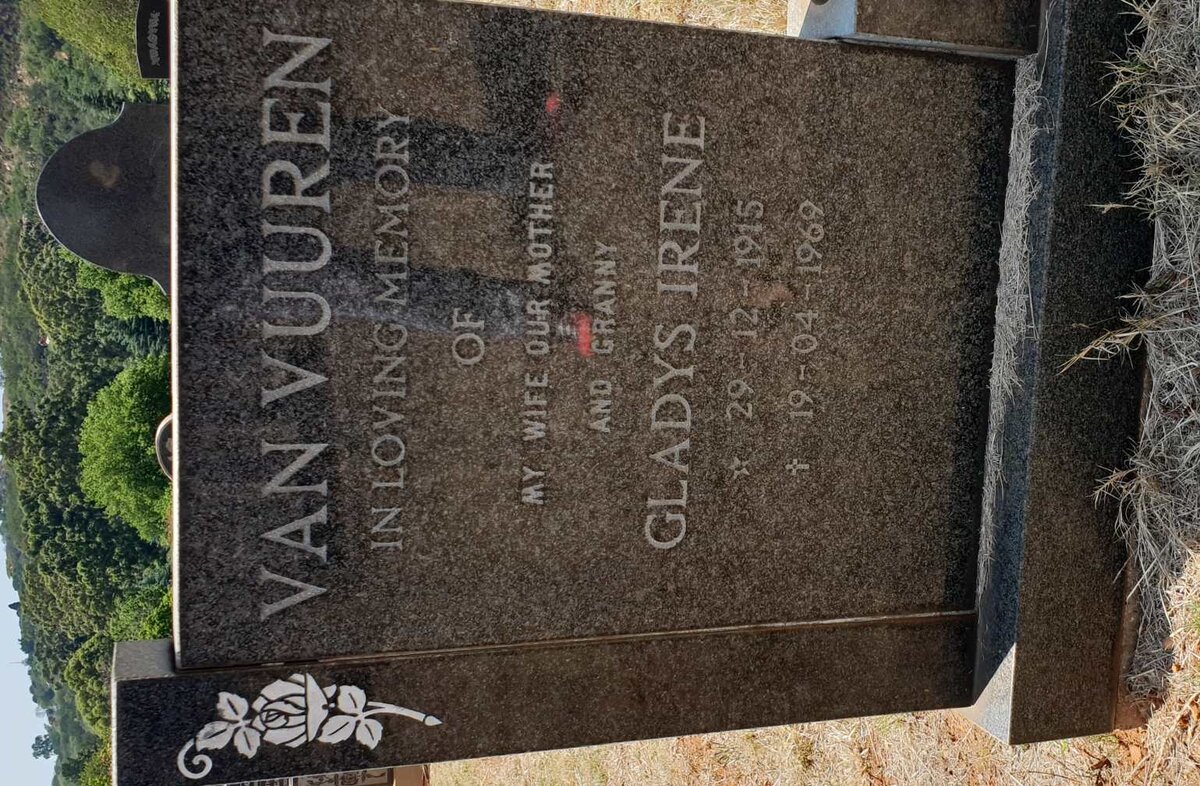 VAN VUUREN
IN LOVING MEMORY
OF
MY WIFE OUR MOTHER
AND GRANNY
GLADYS IRENE
☆ 29-12-1915
✝ 19-04-1969